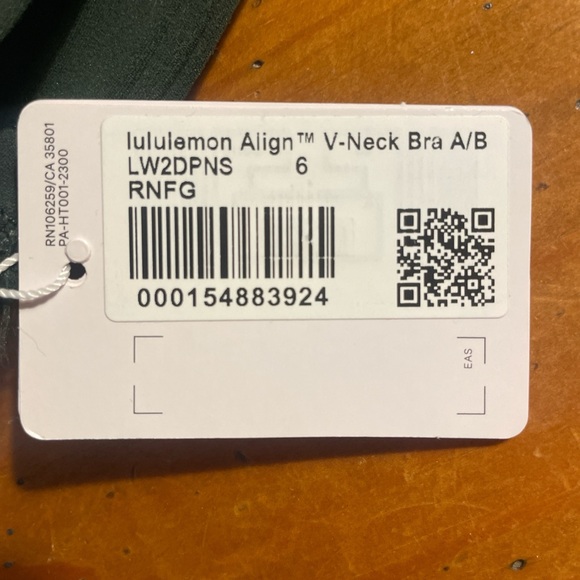 lululemon Align™ V-Neck Bra A/B
LW2DPNS 6
RNFG
000154883924
RN106259/CA 35801
PA-HT001-2300
EAS